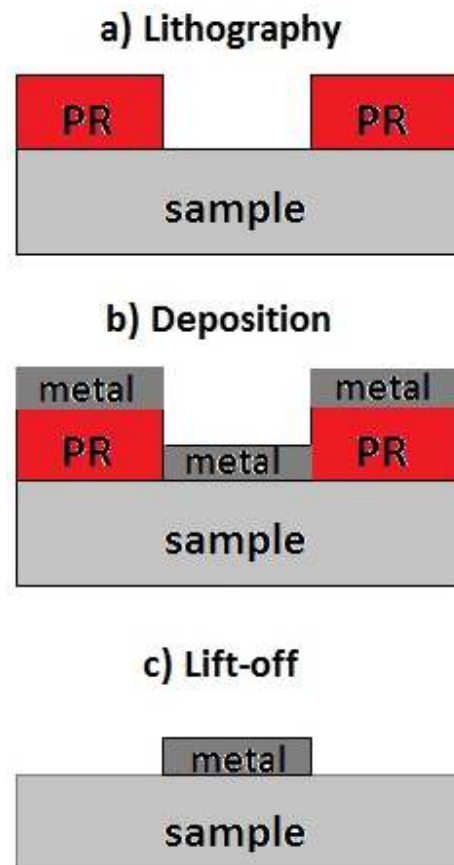 a) Lithography
PR PR
sample
b) Deposition
metal metal
PR metal PR
sample
c) Lift-off
metal
sample